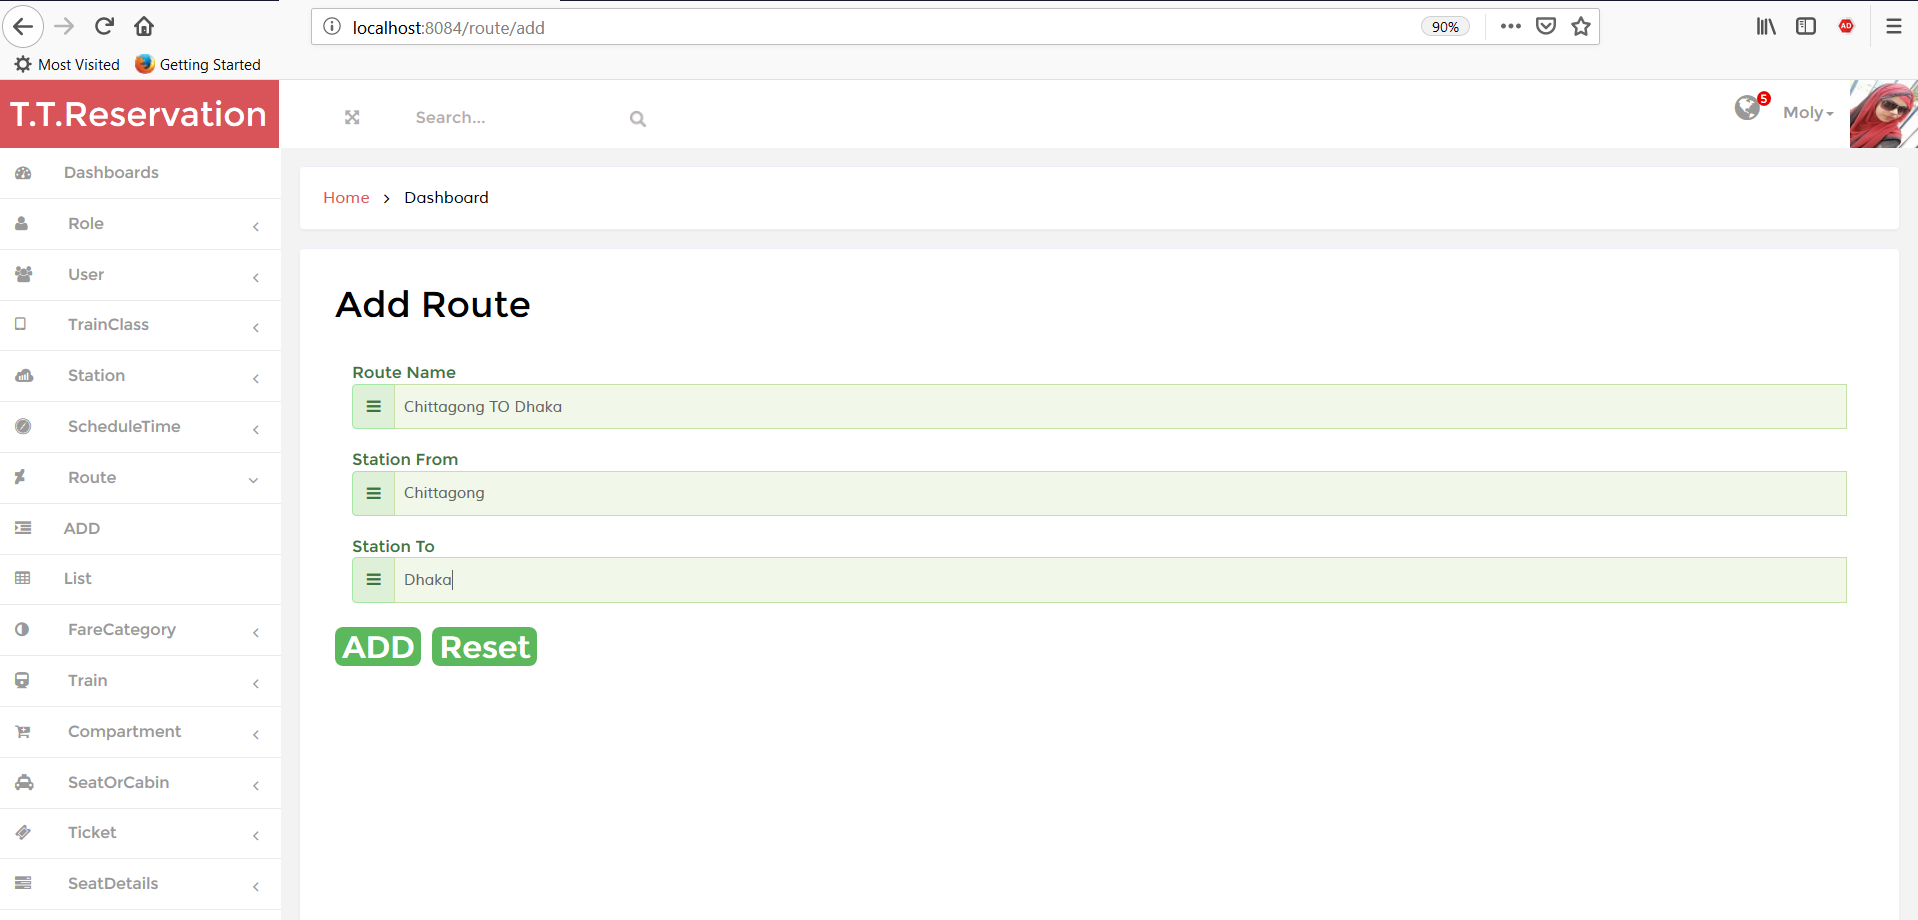 localhost:8084/route/add
90%
Most Visited
Getting Started
T.T.Reservation
Search...
5
Moly
Dashboards
Role
User
TrainClass
Station
ScheduleTime
Route
ADD
List
FareCategory
Train
Compartment
SeatOrCabin
Ticket
SeatDetails
Home > Dashboard
Add Route
Route Name
Chittagong TO Dhaka
Station From
Chittagong
Station To
Dhaka
ADD Reset